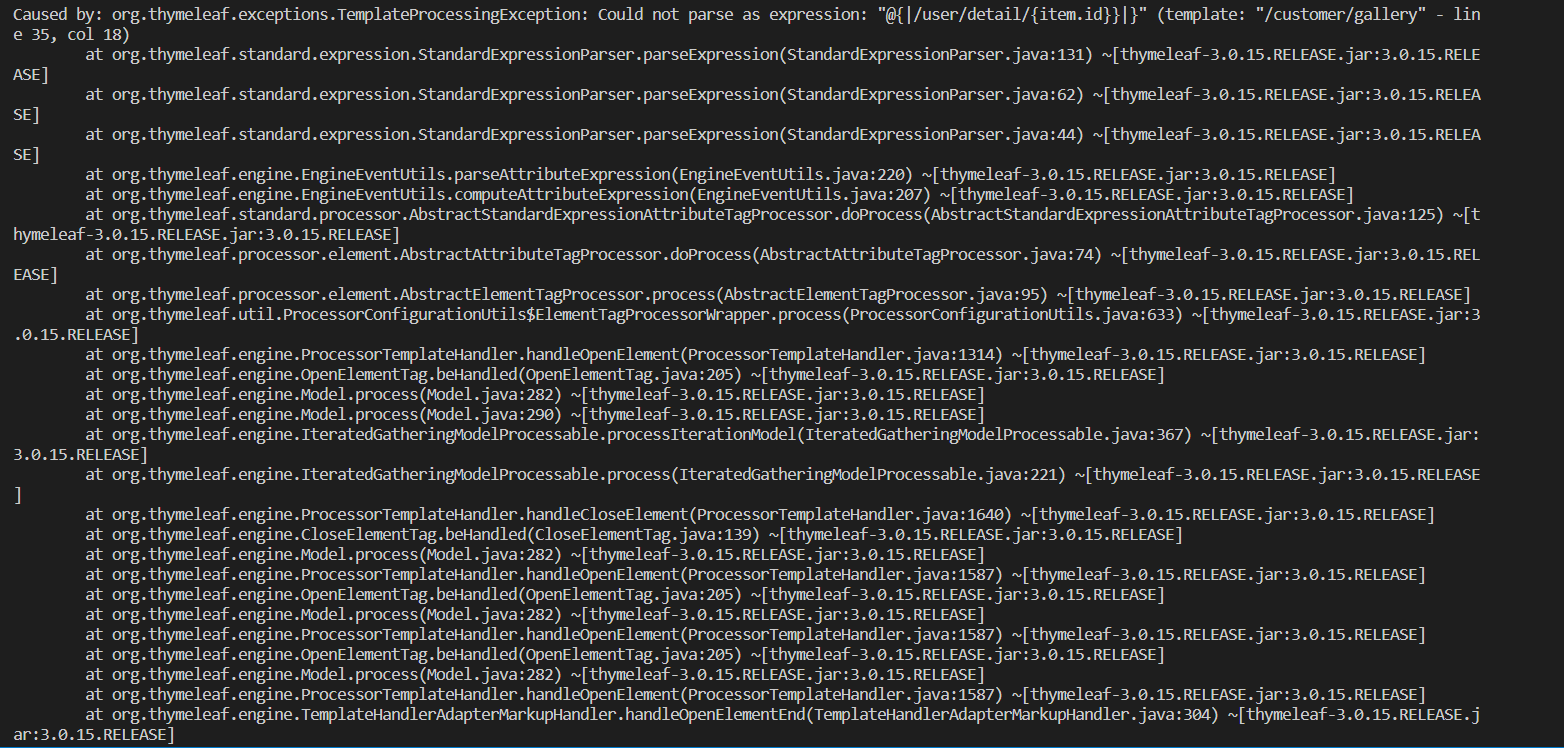 Caused by: org.thymeleaf.exceptions.TemplateProcessingException: Could not parse as expression: "@{|/user/detail/{item.id}}|}" (template: "/customer/gallery" - lin
e 35, col 18)
        at org.thymeleaf.standard.expression.StandardExpressionParser.parseExpression(StandardExpressionParser.java:131) ~[thymeleaf-3.0.15.RELEASE.jar:3.0.15.RELE
ASE]
        at org.thymeleaf.standard.expression.StandardExpressionParser.parseExpression(StandardExpressionParser.java:62) ~[thymeleaf-3.0.15.RELEASE.jar:3.0.15.RELEA
SE]
        at org.thymeleaf.standard.expression.StandardExpressionParser.parseExpression(StandardExpressionParser.java:44) ~[thymeleaf-3.0.15.RELEASE.jar:3.0.15.RELEA
SE]
        at org.thymeleaf.engine.EngineEventUtils.parseAttributeExpression(EngineEventUtils.java:220) ~[thymeleaf-3.0.15.RELEASE.jar:3.0.15.RELEASE]
        at org.thymeleaf.engine.EngineEventUtils.computeAttributeExpression(EngineEventUtils.java:207) ~[thymeleaf-3.0.15.RELEASE.jar:3.0.15.RELEASE]
        at org.thymeleaf.standard.processor.AbstractStandardExpressionAttributeTagProcessor.doProcess(AbstractStandardExpressionAttributeTagProcessor.java:125) ~[t
hymeleaf-3.0.15.RELEASE.jar:3.0.15.RELEASE]
        at org.thymeleaf.processor.element.AbstractAttributeTagProcessor.doProcess(AbstractAttributeTagProcessor.java:74) ~[thymeleaf-3.0.15.RELEASE.jar:3.0.15.REL
EASE]
        at org.thymeleaf.processor.element.AbstractElementTagProcessor.process(AbstractElementTagProcessor.java:95) ~[thymeleaf-3.0.15.RELEASE.jar:3.0.15.RELEASE]
        at org.thymeleaf.util.ProcessorConfigurationUtils$ElementTagProcessorWrapper.process(ProcessorConfigurationUtils.java:633) ~[thymeleaf-3.0.15.RELEASE.jar:3
.0.15.RELEASE]
        at org.thymeleaf.engine.ProcessorTemplateHandler.handleOpenElement(ProcessorTemplateHandler.java:1314) ~[thymeleaf-3.0.15.RELEASE.jar:3.0.15.RELEASE]
        at org.thymeleaf.engine.OpenElementTag.beHandled(OpenElementTag.java:205) ~[thymeleaf-3.0.15.RELEASE.jar:3.0.15.RELEASE]
        at org.thymeleaf.engine.Model.process(Model.java:282) ~[thymeleaf-3.0.15.RELEASE.jar:3.0.15.RELEASE]
        at org.thymeleaf.engine.Model.process(Model.java:290) ~[thymeleaf-3.0.15.RELEASE.jar:3.0.15.RELEASE]
        at org.thymeleaf.engine.IteratedGatheringModelProcessable.processIterationModel(IteratedGatheringModelProcessable.java:367) ~[thymeleaf-3.0.15.RELEASE.jar:
3.0.15.RELEASE]
        at org.thymeleaf.engine.IteratedGatheringModelProcessable.process(IteratedGatheringModelProcessable.java:221) ~[thymeleaf-3.0.15.RELEASE.jar:3.0.15.RELEASE
]
        at org.thymeleaf.engine.ProcessorTemplateHandler.handleCloseElement(ProcessorTemplateHandler.java:1640) ~[thymeleaf-3.0.15.RELEASE.jar:3.0.15.RELEASE]
        at org.thymeleaf.engine.CloseElementTag.beHandled(CloseElementTag.java:139) ~[thymeleaf-3.0.15.RELEASE.jar:3.0.15.RELEASE]
        at org.thymeleaf.engine.Model.process(Model.java:282) ~[thymeleaf-3.0.15.RELEASE.jar:3.0.15.RELEASE]
        at org.thymeleaf.engine.ProcessorTemplateHandler.handleOpenElement(ProcessorTemplateHandler.java:1587) ~[thymeleaf-3.0.15.RELEASE.jar:3.0.15.RELEASE]
        at org.thymeleaf.engine.OpenElementTag.beHandled(OpenElementTag.java:205) ~[thymeleaf-3.0.15.RELEASE.jar:3.0.15.RELEASE]
        at org.thymeleaf.engine.Model.process(Model.java:282) ~[thymeleaf-3.0.15.RELEASE.jar:3.0.15.RELEASE]
        at org.thymeleaf.engine.ProcessorTemplateHandler.handleOpenElement(ProcessorTemplateHandler.java:1587) ~[thymeleaf-3.0.15.RELEASE.jar:3.0.15.RELEASE]
        at org.thymeleaf.engine.OpenElementTag.beHandled(OpenElementTag.java:205) ~[thymeleaf-3.0.15.RELEASE.jar:3.0.15.RELEASE]
        at org.thymeleaf.engine.Model.process(Model.java:282) ~[thymeleaf-3.0.15.RELEASE.jar:3.0.15.RELEASE]
        at org.thymeleaf.engine.ProcessorTemplateHandler.handleOpenElement(ProcessorTemplateHandler.java:1587) ~[thymeleaf-3.0.15.RELEASE.jar:3.0.15.RELEASE]
        at org.thymeleaf.engine.TemplateHandlerAdapterMarkupHandler.handleOpenElementEnd(TemplateHandlerAdapterMarkupHandler.java:304) ~[thymeleaf-3.0.15.RELEASE.j
ar:3.0.15.RELEASE]